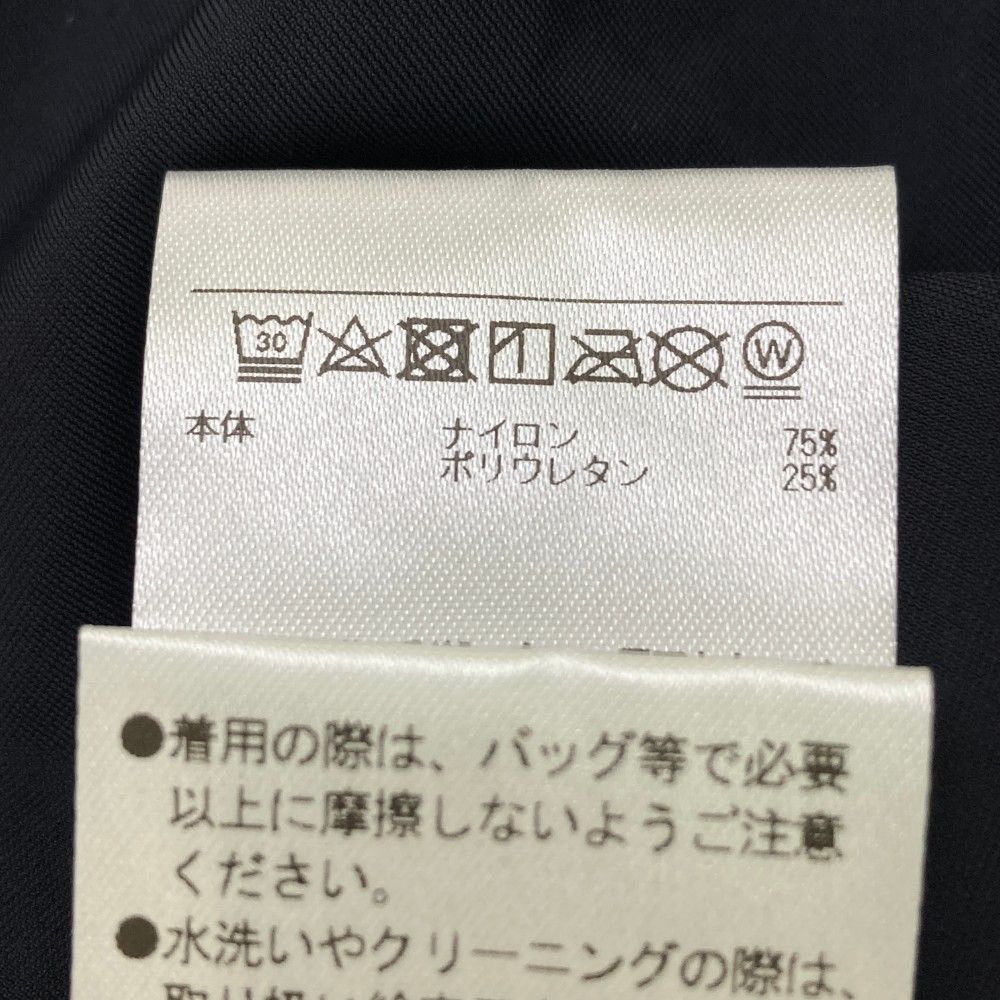 30 W
本体 ナイロン 75%
ポリウレタン 25%
●着用の際は、バッグ等で必要
以上に摩擦しないようご注意
ください。
●水洗いやクリーニングの際は、